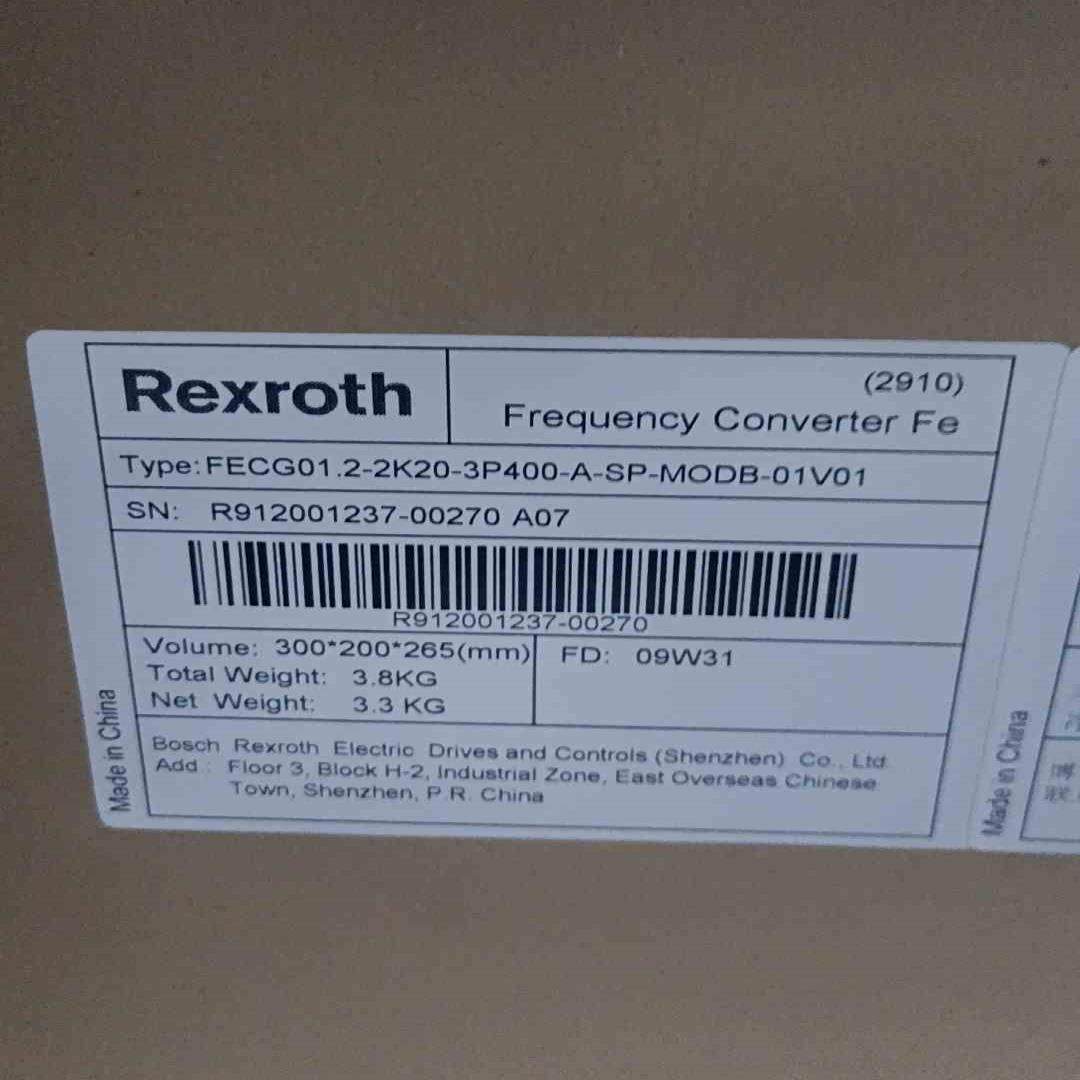 Rexroth
(2910)
Frequency Converter Fe
Type: FECG01.2-2K20-3P400-A-SP-MODB-01V01
SN: R912001237-00270 A07
R912001237-00270
Volume: 300*200*265(mm)
Total Weight: 3.8KG
Net Weight: 3.3 KG
FD: 09W31
Bosch Rexroth Electric Drives and Controls (Shenzhen) Co., Ltd.
Add : Floor 3, Block H-2, Industrial Zone, East Overseas Chinese
Town, Shenzhen, P.R. China
Made in China
Made in China
博